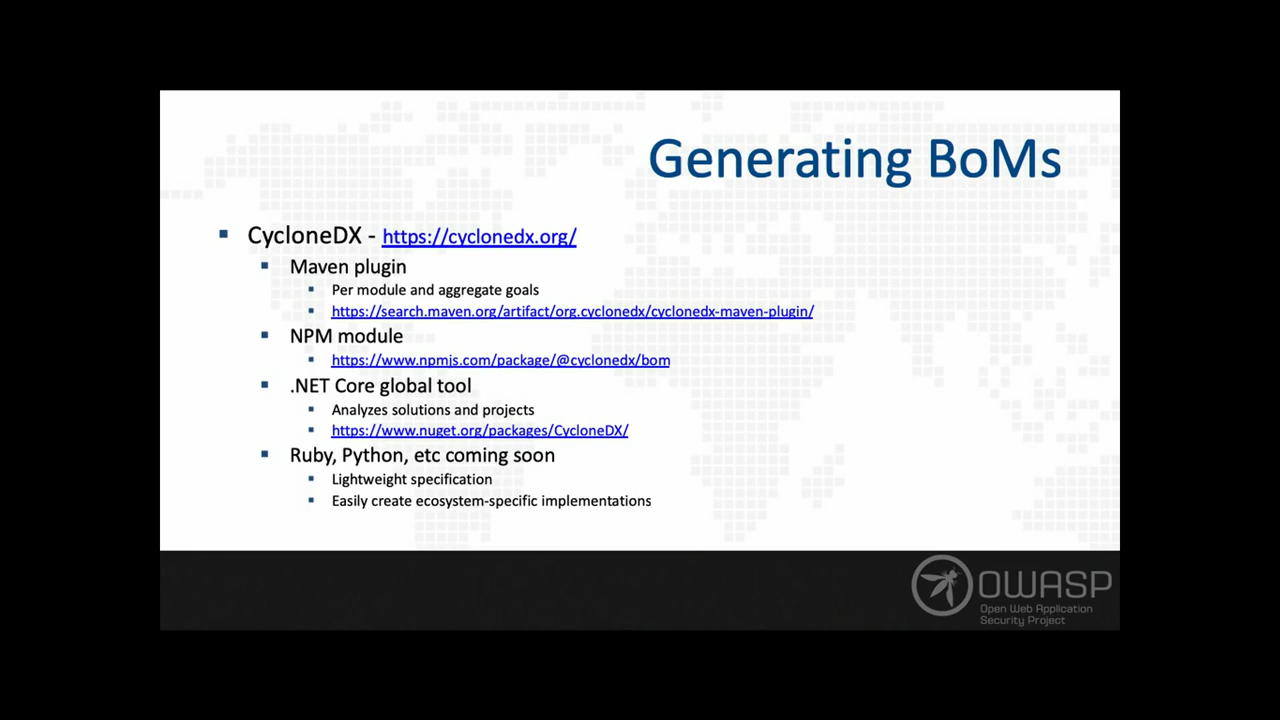 Generating BoMs
CycloneDX - https://cyclonedx.org/
Maven plugin
Per module and aggregate goals
https://search.maven.org/artifact/org.cyclonedx/cyclonedx-maven-plugin/
NPM module
https://www.npmjs.com/package/@cyclonedx/bom
.NET Core global tool
Analyzes solutions and projects
https://www.nuget.org/packages/CycloneDX/
Ruby, Python, etc coming soon
Lightweight specification
Easily create ecosystem-specific implementations
OWASP
Open Web Application
Security Project